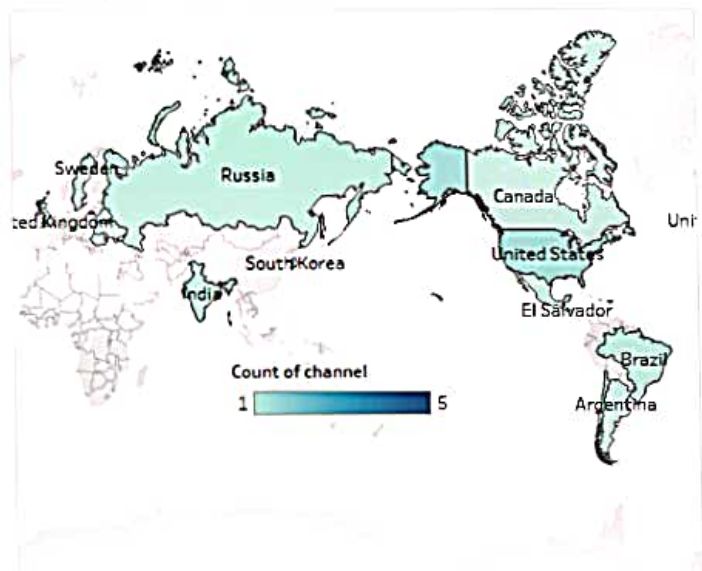 Sweden
Russia
Canada
ted Kingdom
Uni
United States
South Korea
India
El Salvador
Brazil
Count of channel
1 5
Argentina